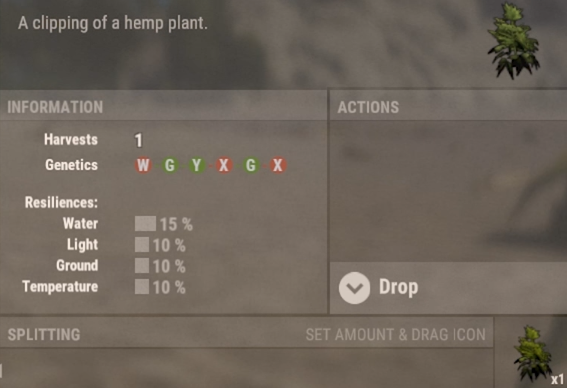 A clipping of a hemp plant.
INFORMATION
ACTIONS
Harvests 1
Genetics W G Y X G X
Resiliences:
Water 15 %
Light 10 %
Ground 10 %
Temperature 10 %
Drop
SPLITTING
SET AMOUNT & DRAG ICON
x1